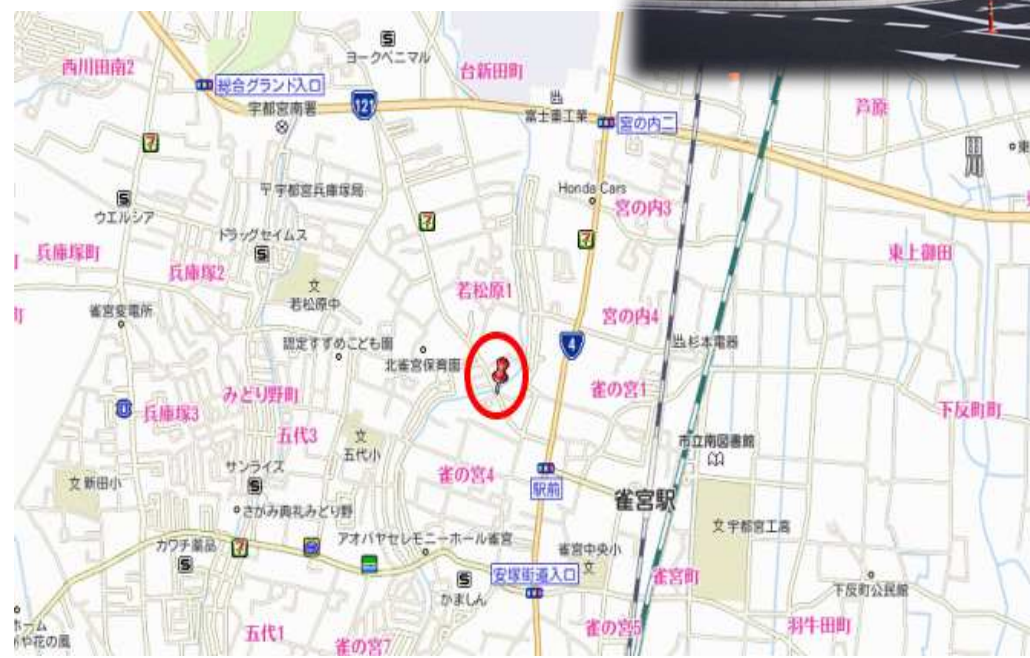 ヨークベニマル
西川田南2
台新田町
総合グランド入口
宇都宮南署
121
富士重工業
宮の内二
芦原
〒宇都宮兵庫塚局
Honda Cars
宮の内3
ウエルシア
ドラッグセイムス
兵庫塚町
兵庫塚2
東上御田
文
若松原中
若松原1
雀宮変電所
宮の内4
認定すずめこども園
北雀宮保育園
4
杉本電器
雀の宮1
みどり野町
兵庫塚3
下反町町
五代3
文
五代小
市立南図書館
サンライズ
雀の宮4
駅前
雀宮駅
文 新田小
さがみ典礼みどり野
文 宇都宮工高
カワチ薬品
アオバヤセレモニーホール雀宮
雀宮中央小
文
安塚街道入口
雀宮町
かましん
下反町公民館
五代1
雀の宮7
雀の宮5
羽牛田町